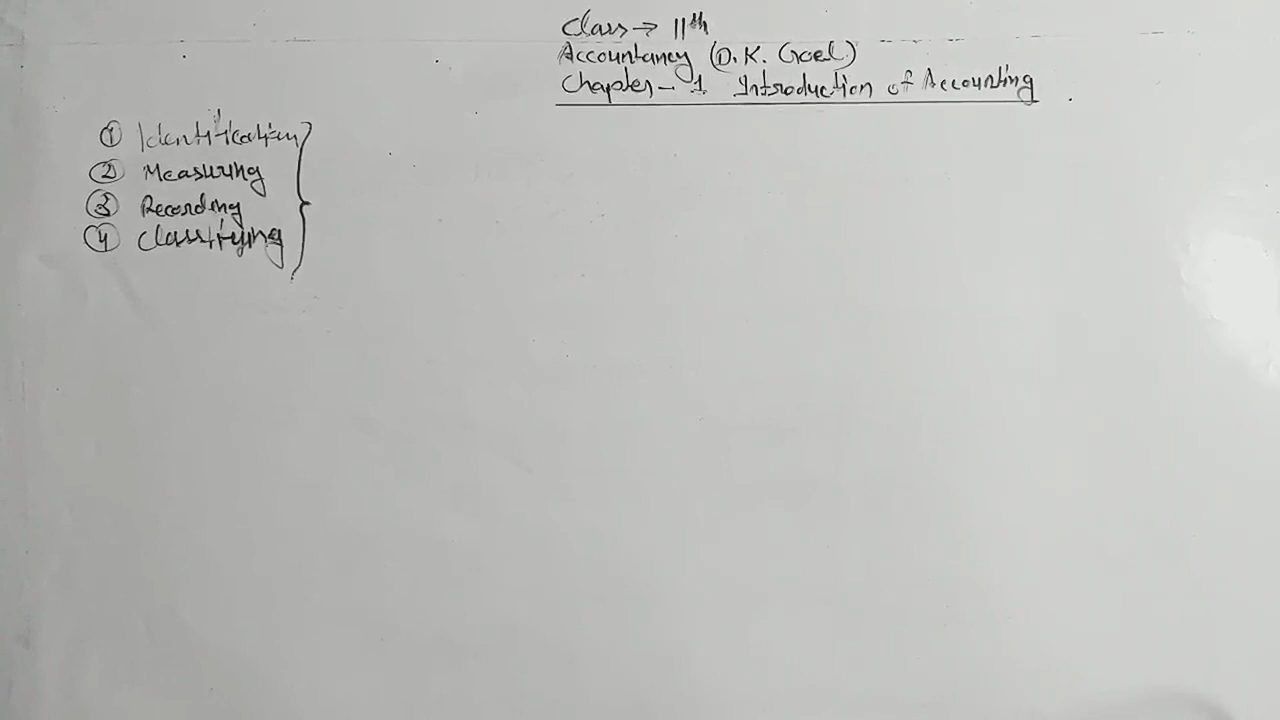 Class → 11th
Accountancy (D. K. Goel)
Chapter - 1. Introduction of Accounting
① Identification
② Measuring
③ Recording
④ Classifying